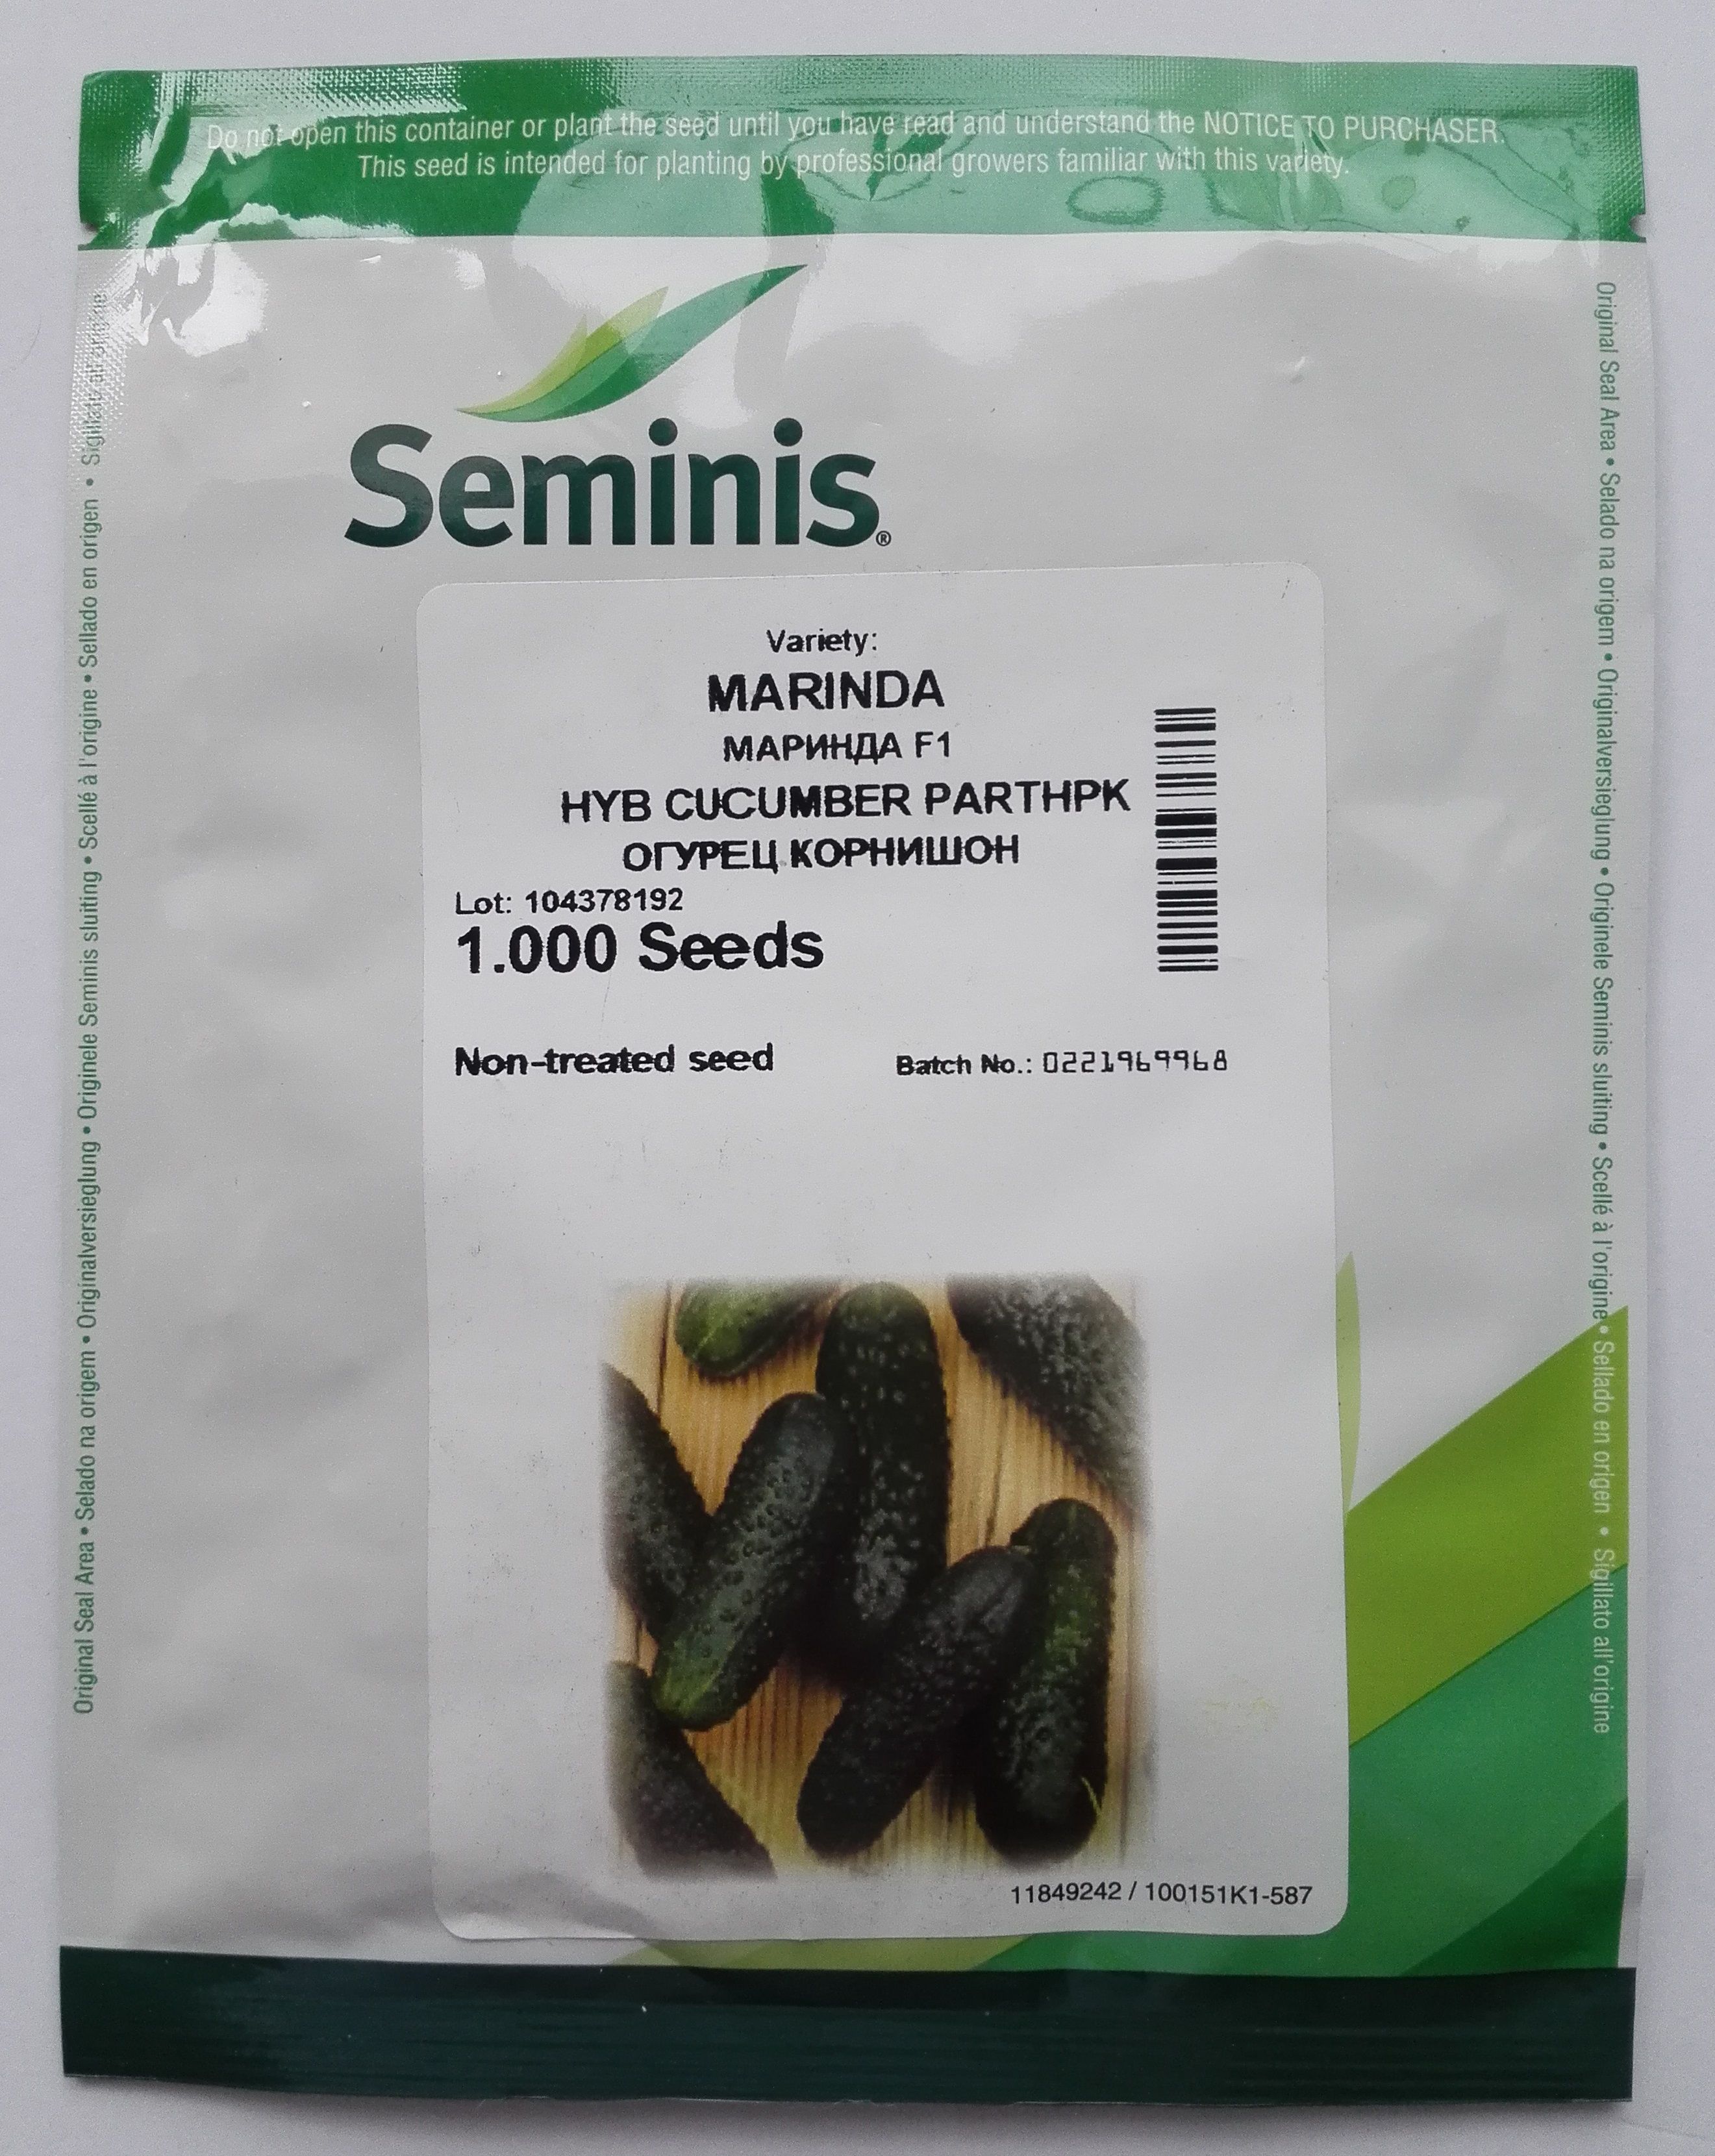 Do not open this container or plant the seed until you have read and understand the NOTICE TO PURCHASER.
This seed is intended for planting by professional growers familiar with this variety.
Seminis®
Variety:
MARINDA
МАРИНДА F1
HYB CUCUMBER PARTHPK
ОГУРЕЦ КОРНИШОН
Lot: 104378192
1.000 Seeds
Non-treated seed
Batch No.: 0221969968
11849242 / 100151K1-587
Original Seal Area • Selado na origem • Originalversieglung • Originele Seminis sluiting • Scellé à l'origine • Sellado en origen • Sigillato all'origine
Original Seal Area • Selado na origem • Originalversieglung • Originele Seminis sluiting • Scellé à l'origine • Sellado en origen • Sigillato all'origine